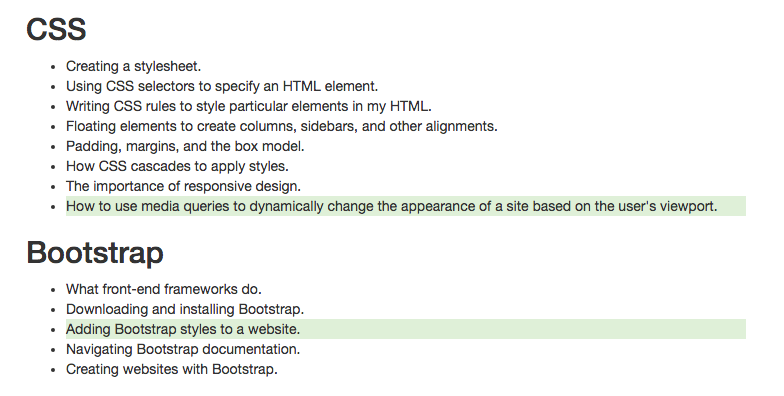 CSS
Creating a stylesheet.
Using CSS selectors to specify an HTML element.
Writing CSS rules to style particular elements in my HTML.
Floating elements to create columns, sidebars, and other alignments.
Padding, margins, and the box model.
How CSS cascades to apply styles.
The importance of responsive design.
How to use media queries to dynamically change the appearance of a site based on the user's viewport.
Bootstrap
What front-end frameworks do.
Downloading and installing Bootstrap.
Adding Bootstrap styles to a website.
Navigating Bootstrap documentation.
Creating websites with Bootstrap.